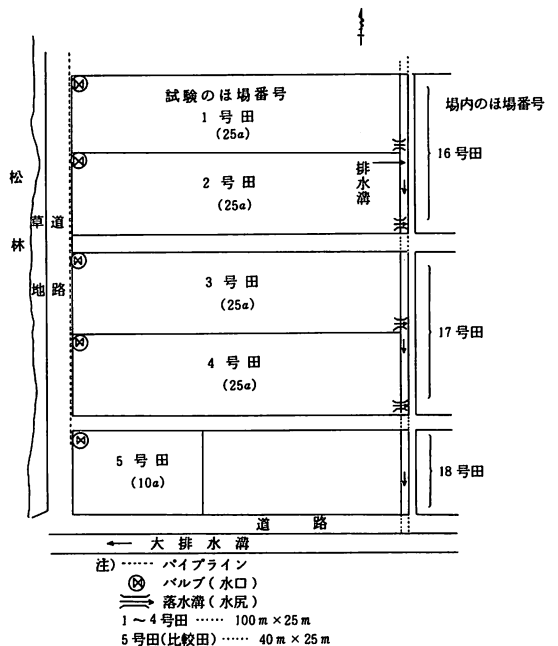 試験のほ場番号
1号田
(25a)
場内のほ場番号
16号田
排水溝
2号田
(25a)
松林
草地
道路
3号田
(25a)
17号田
4号田
(25a)
5号田
(10a)
18号田
道路
大排水溝
注) …… パイプライン
バルブ(水口)
落水溝(水尻)
1〜4号田 …… 100m×25m
5号田(比較田) …… 40m×25m